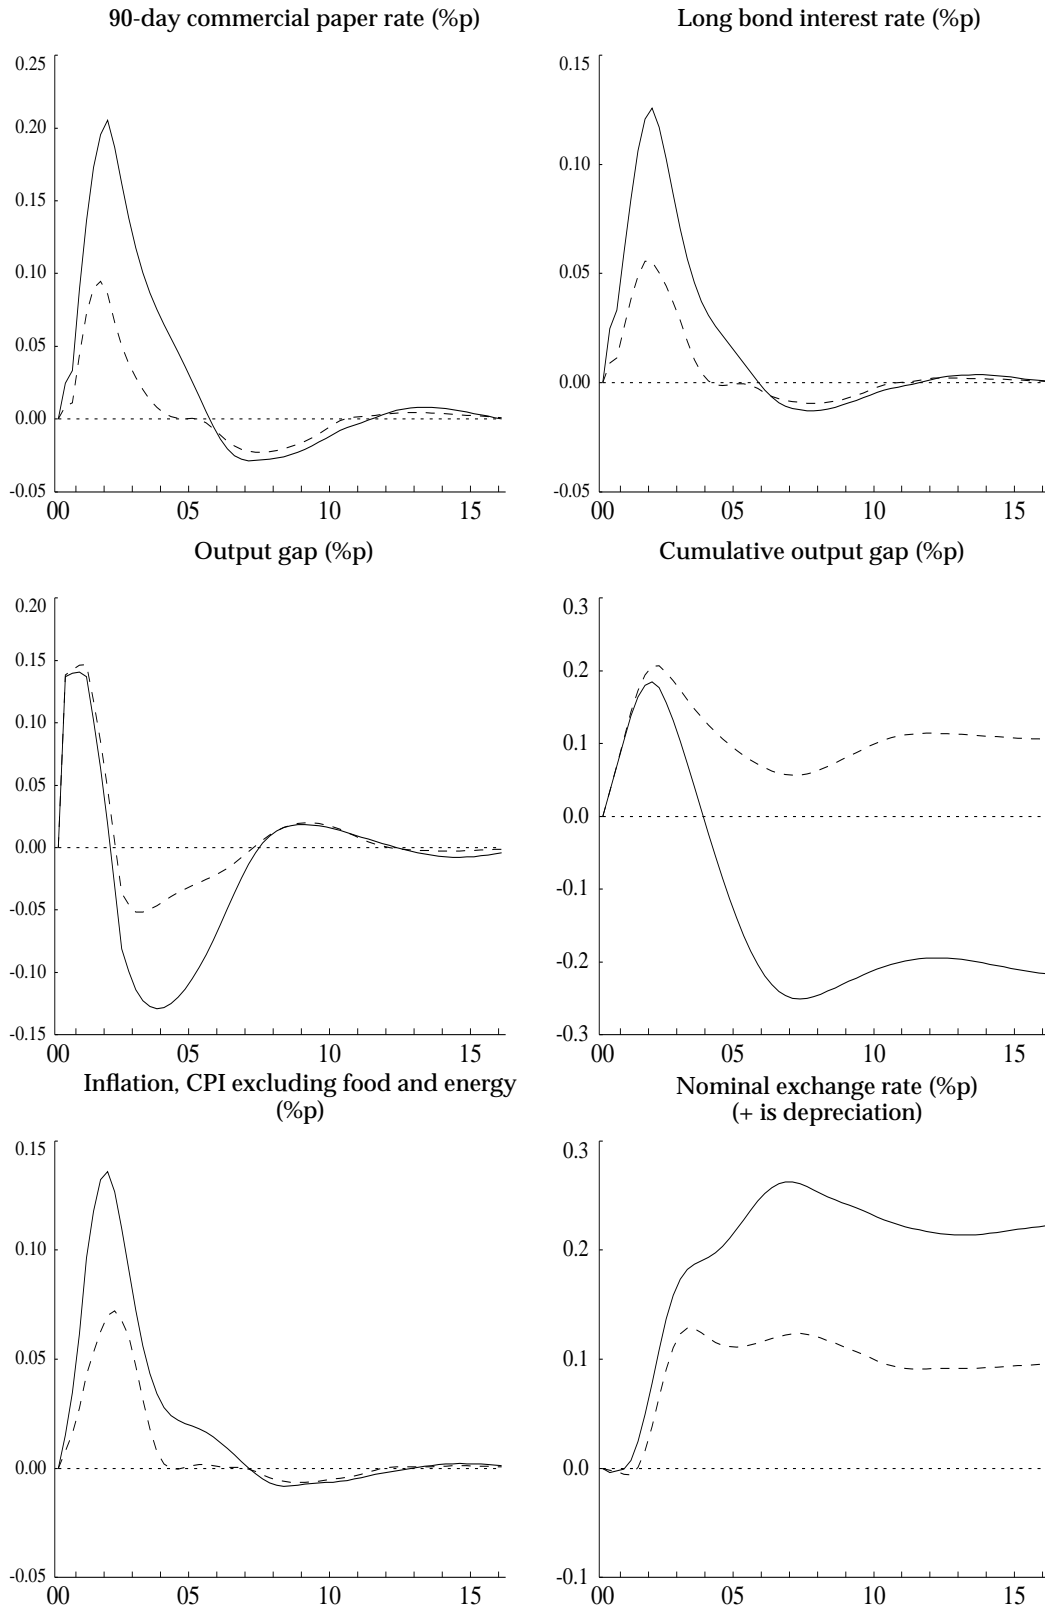 90-day commercial paper rate (%p)
0.25
0.20
0.15
0.10
0.05
0.00
-0.05
00 05 10 15
Long bond interest rate (%p)
0.15
0.10
0.05
0.00
-0.05
00 05 10 15
Output gap (%p)
0.20
0.15
0.10
0.05
0.00
-0.05
-0.10
-0.15
00 05 10 15
Cumulative output gap (%p)
0.3
0.2
0.1
0.0
-0.1
-0.2
-0.3
00 05 10 15
Inflation, CPI excluding food and energy
(%p)
0.15
0.10
0.05
0.00
-0.05
00 05 10 15
Nominal exchange rate (%p)
(+ is depreciation)
0.3
0.2
0.1
0.0
-0.1
00 05 10 15